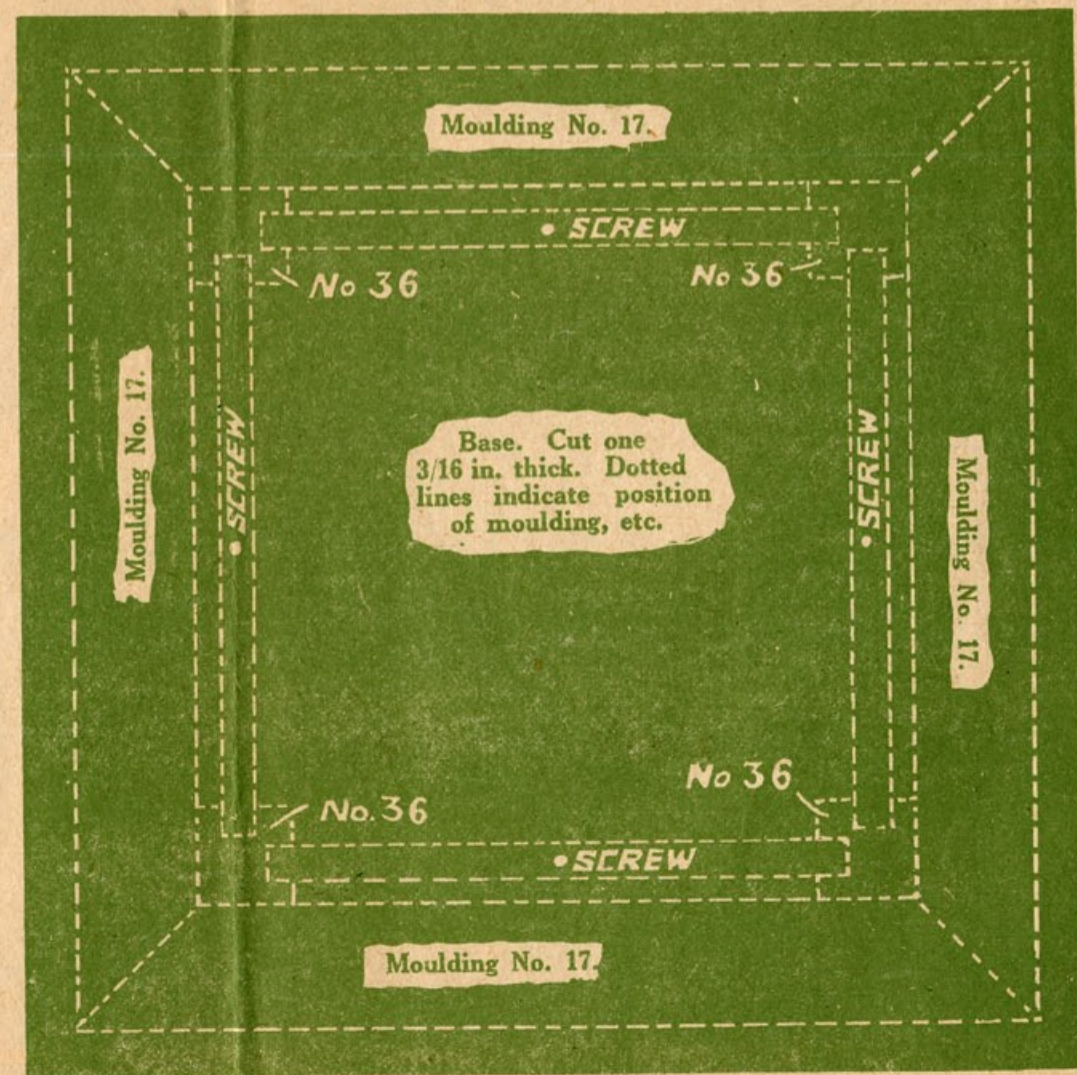 Moulding No. 17.
• SCREW
No 36
No 36
Moulding No. 17.
• SCREW
Base. Cut one
3/16 in. thick. Dotted
lines indicate position
of moulding, etc.
• SCREW
Moulding No. 17.
No. 36
No 36
• SCREW
Moulding No. 17.